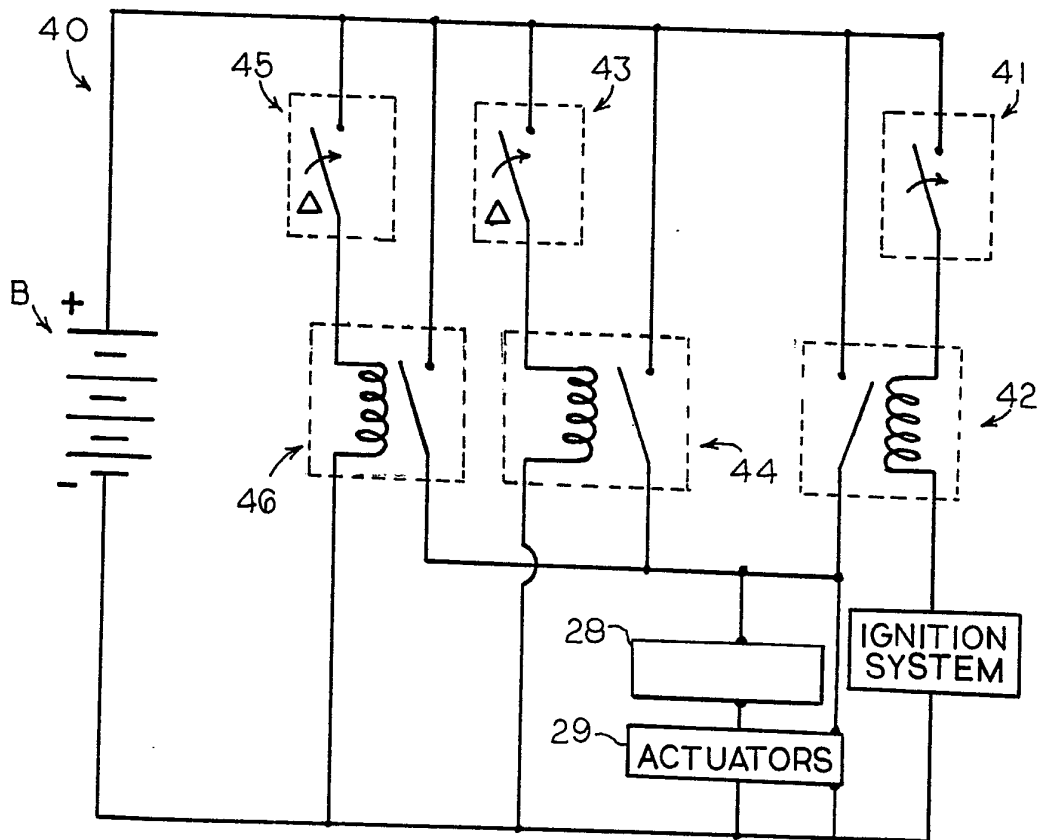 40
45
43
41
Δ
Δ
B
+
-
42
46
44
28
IGNITION
SYSTEM
29
ACTUATORS